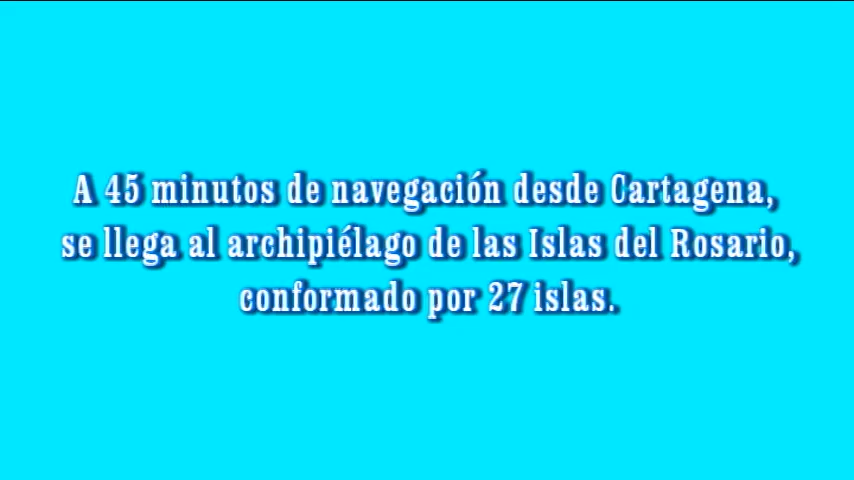 A 45 minutos de navegación desde Cartagena,
se llega al archipiélago de las Islas del Rosario,
conformado por 27 islas.